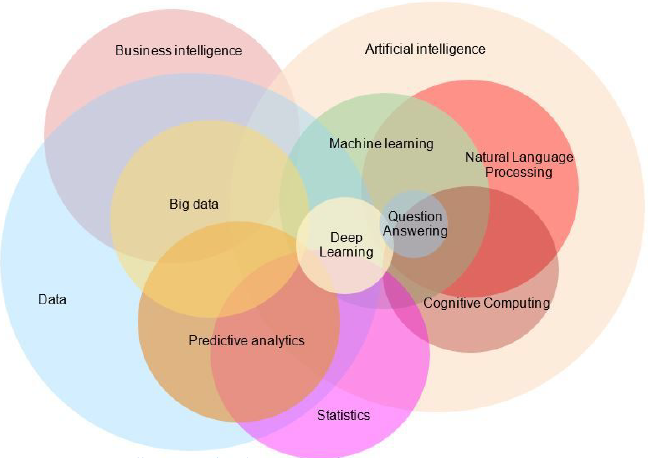 Business intelligence
Artificial intelligence
Machine learning
Natural Language
Processing
Big data
Question
Answering
Deep
Learning
Data
Cognitive Computing
Predictive analytics
Statistics